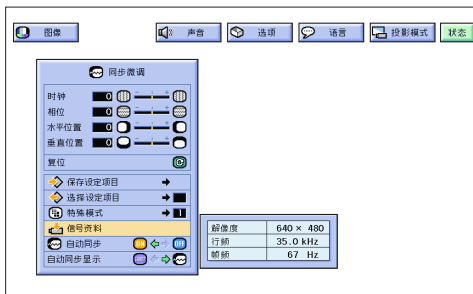 图像
声音
选项
语言
投影模式
状态
同步微调
时钟 0
相位 0
水平位置 0
垂直位置 0
复位
保存设定项目
选择设定项目
特殊模式 1
信号资料
自动同步
自动同步显示
解像度 640 × 480
行频 35.0 kHz
帧频 67 Hz